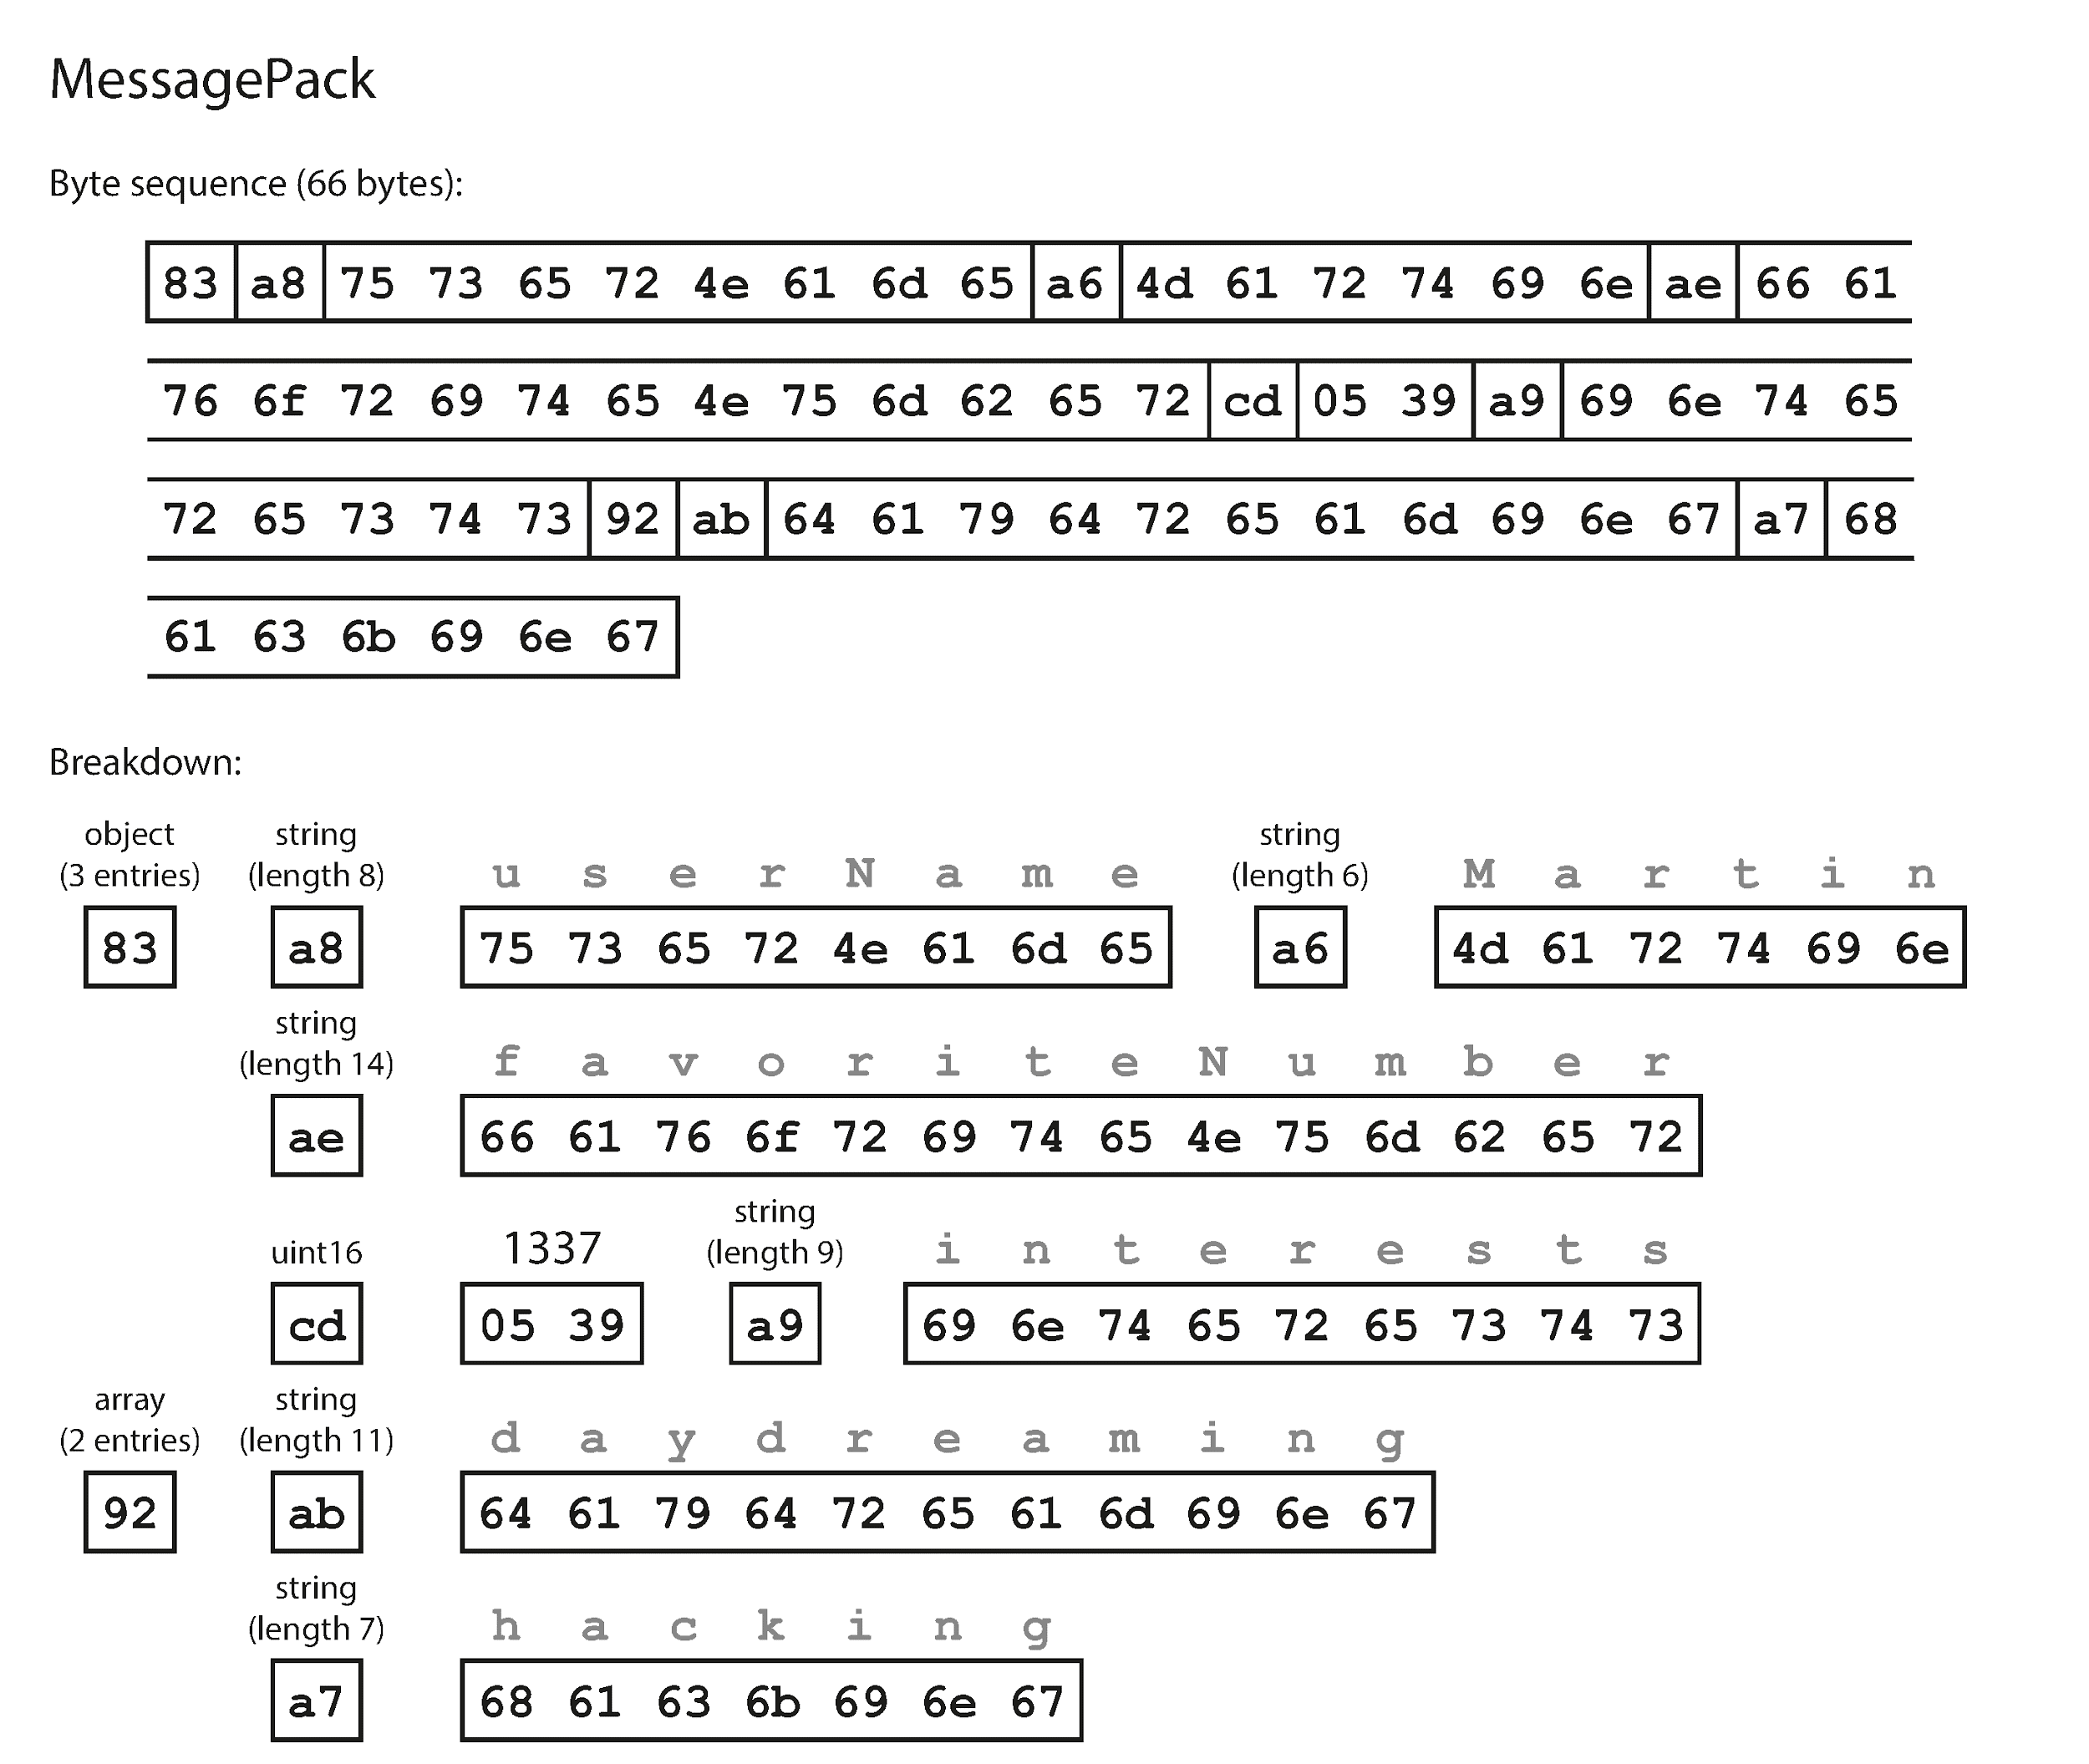 MessagePack
Byte sequence (66 bytes):
83 a8 75 73 65 72 4e 61 6d 65 a6 4d 61 72 74 69 6e ae 66 61
76 6f 72 69 74 65 4e 75 6d 62 65 72 cd 05 39 a9 69 6e 74 65
72 65 73 74 73 92 ab 64 61 79 64 72 65 61 6d 69 6e 67 a7 68
61 63 6b 69 6e 67
Breakdown:
object string string
(3 entries) (length 8) u s e r N a m e (length 6) M a r t i n
83 a8 75 73 65 72 4e 61 6d 65 a6 4d 61 72 74 69 6e
string
(length 14) f a v o r i t e N u m b e r
ae 66 61 76 6f 72 69 74 65 4e 75 6d 62 65 72
string
uint16 1337 (length 9) i n t e r e s t s
cd 05 39 a9 69 6e 74 65 72 65 73 74 73
array string
(2 entries) (length 11) d a y d r e a m i n g
92 ab 64 61 79 64 72 65 61 6d 69 6e 67
string
(length 7) h a c k i n g
a7 68 61 63 6b 69 6e 67